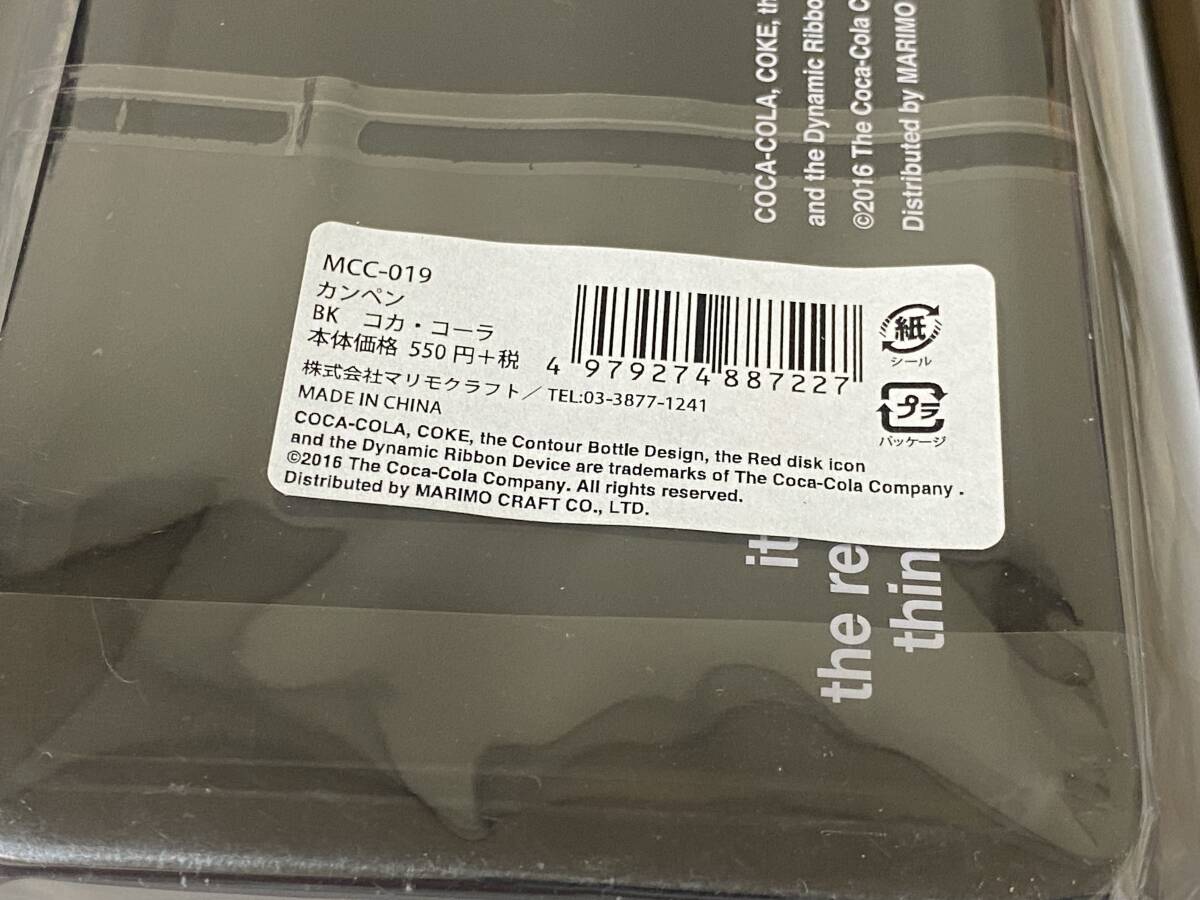 MCC-019
カンペン
BK コカ・コーラ
本体価格 550円+税
4 979274 887227
株式会社マリモクラフト/ TEL:03-3877-1241
MADE IN CHINA
COCA-COLA, COKE, the Contour Bottle Design, the Red disk icon
and the Dynamic Ribbon Device are trademarks of The Coca-Cola Company .
©2016 The Coca-Cola Company. All rights reserved.
Distributed by MARIMO CRAFT CO., LTD.
紙
シール
プラ
パッケージ
COCA-COLA, COKE, th
and the Dynamic Ribbo
©2016 The Coca-Cola C
Distributed by MARIMO
it
the re
thin